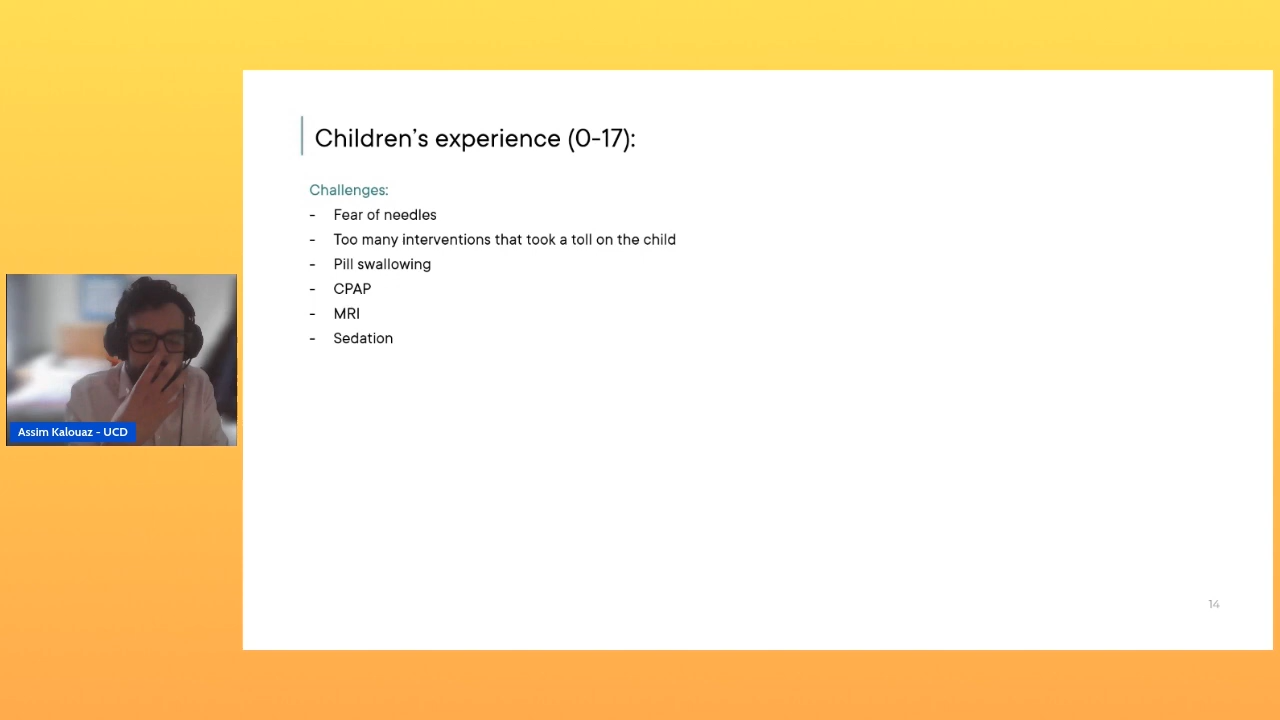 Children's experience (0-17):
Challenges:
- Fear of needles
- Too many interventions that took a toll on the child
- Pill swallowing
- CPAP
- MRI
- Sedation
Assim Kalouaz - UCD
14